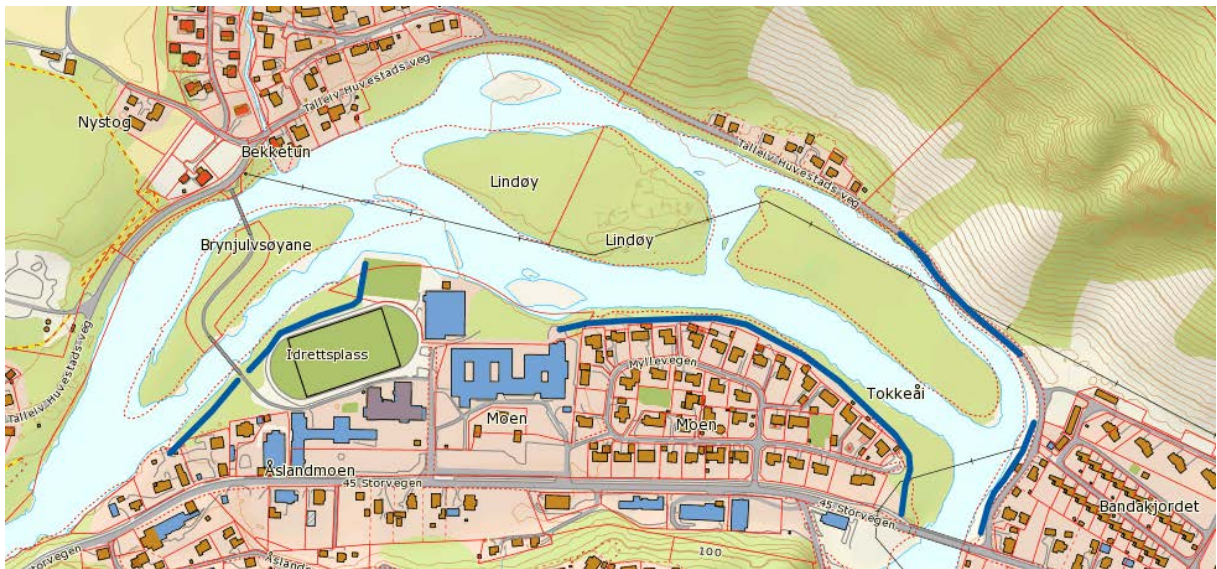 Talleiv Huvestads veg
Nystog
Bekketun
Talleiv Huvestads veg
Lindøy
Brynjulvsøyane
Lindøy
Idrettsplass
Talleiv Huvestads veg
Myllevegen
Tokkeåi
Moen
Moen
Åslandmoen
45 Storvegen
45 Storvegen
Bandakjordet
Storvegen
100